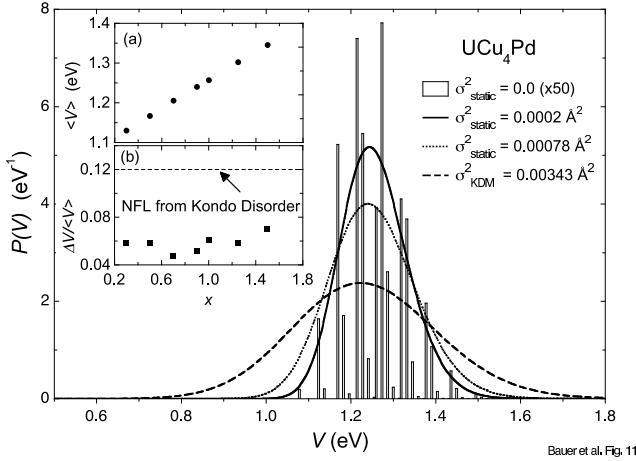 UCu4Pd
σ²static = 0.0 (x50)
σ²static = 0.0002 Å²
σ²static = 0.00078 Å²
σ²KDM = 0.00343 Å²
P(V) (eV⁻¹)
8
6
4
2
0
0.6 0.8 1.0 1.2 1.4 1.6 1.8
V (eV)
(a)
<V> (eV)
1.4
1.3
1.2
1.1
(b)
ΔV/<V>
0.12
0.08
0.04
NFL from Kondo Disorder
0.2 0.6 1.0 1.4 1.8
x
Bauer et al. Fig. 11